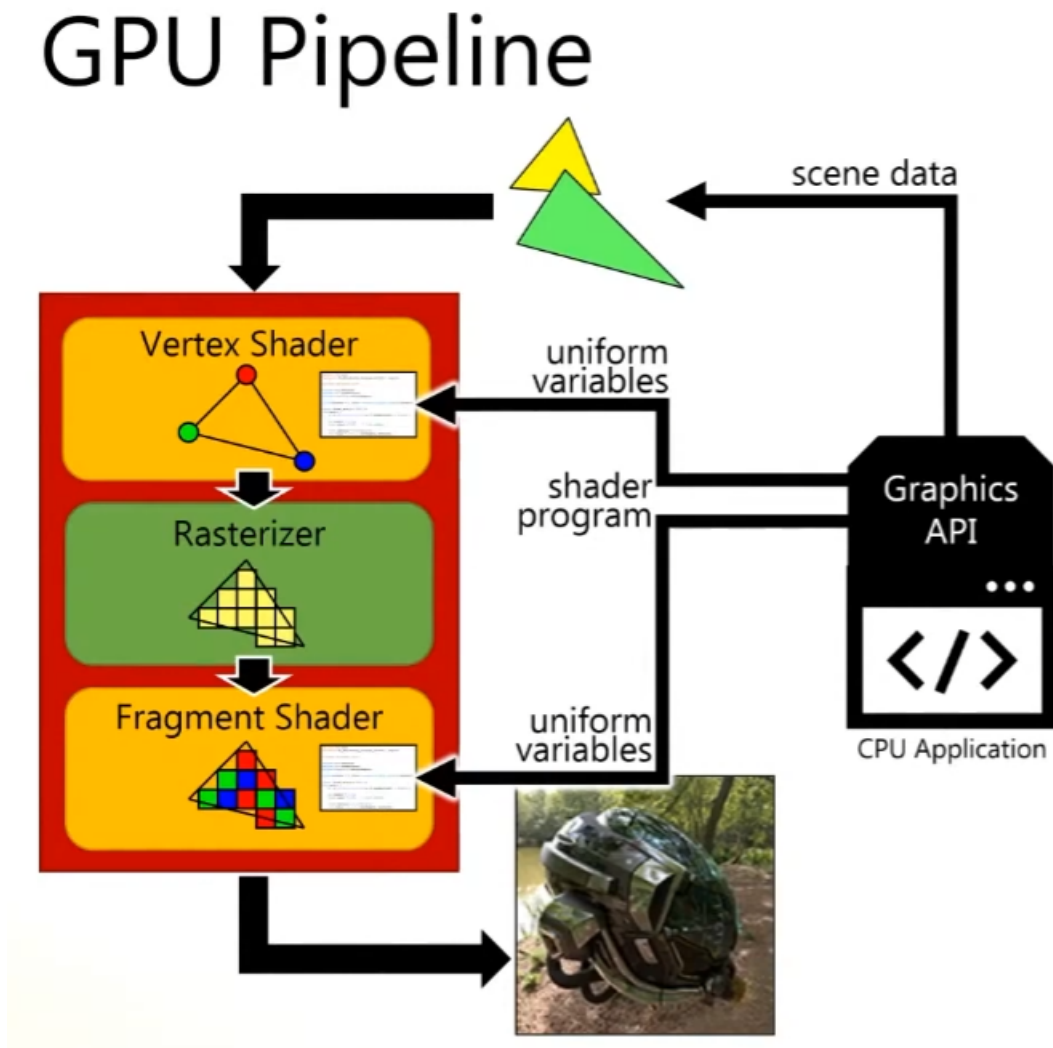 GPU Pipeline
scene data
Vertex Shader
uniform
variables
shader
program
Graphics
API
Rasterizer
</>
Fragment Shader
uniform
variables
CPU Application